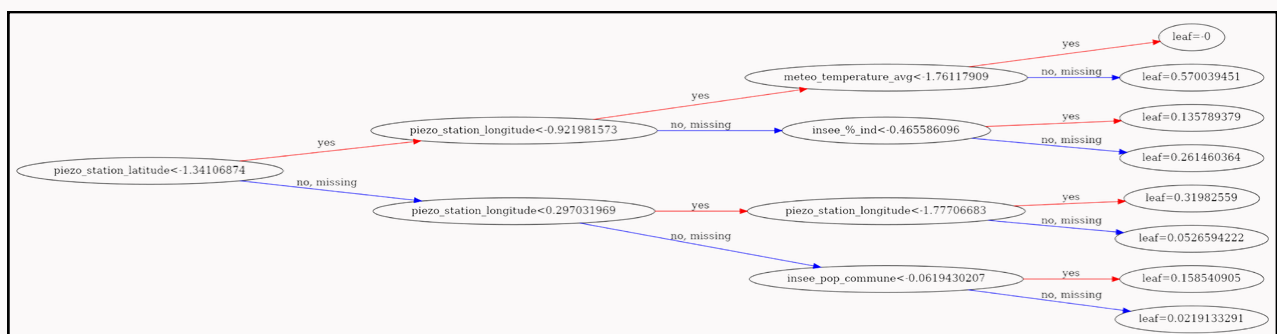 leaf=-0
yes
meteo_temperature_avg<-1.76117909
no, missing
leaf=0.570039451
yes
piezo_station_longitude<-0.921981573
no, missing
insee_%_ind<-0.465586096
yes
leaf=0.135789379
no, missing
leaf=0.261460364
yes
piezo_station_latitude<-1.34106874
no, missing
piezo_station_longitude<0.297031969
yes
piezo_station_longitude<-1.77706683
yes
leaf=0.31982559
no, missing
leaf=0.0526594222
no, missing
insee_pop_commune<-0.0619430207
yes
leaf=0.158540905
no, missing
leaf=0.0219133291